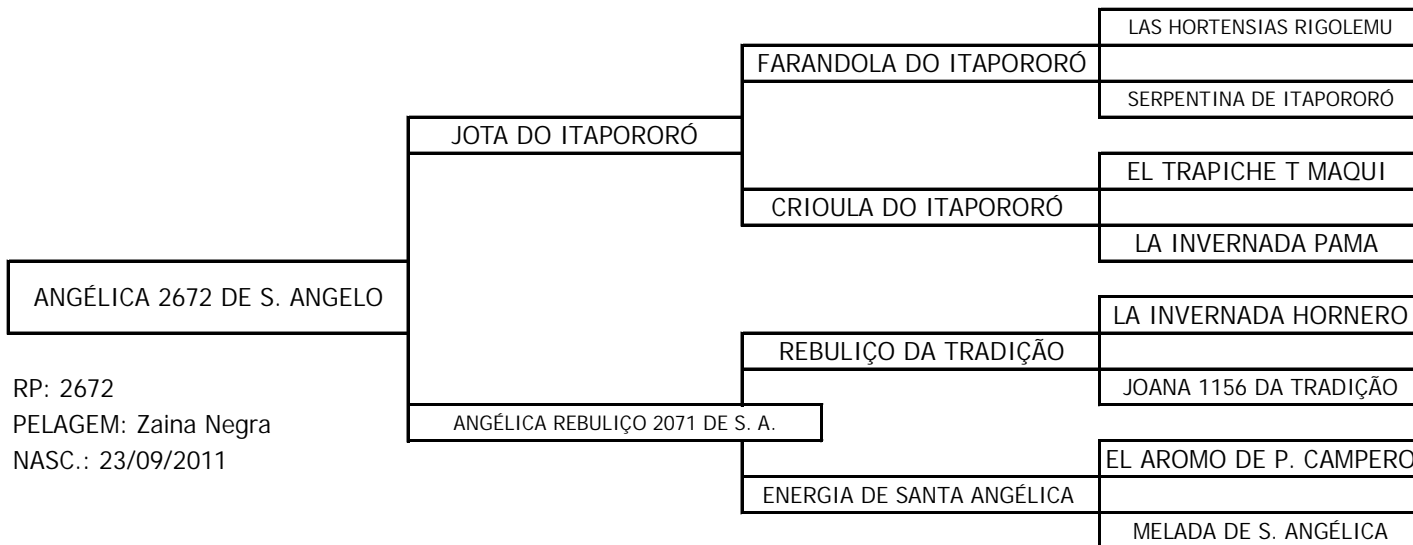 LAS HORTENSIAS RIGOLEMU
FARANDOLA DO ITAPORORÓ
SERPENTINA DE ITAPORORÓ
JOTA DO ITAPORORÓ
EL TRAPICHE T MAQUI
CRIOULA DO ITAPORORÓ
LA INVERNADA PAMA
ANGÉLICA 2672 DE S. ANGELO
LA INVERNADA HORNERO
REBULIÇO DA TRADIÇÃO
RP: 2672
JOANA 1156 DA TRADIÇÃO
PELAGEM: Zaina Negra
ANGÉLICA REBULIÇO 2071 DE S. A.
NASC.: 23/09/2011
EL AROMO DE P. CAMPERO
ENERGIA DE SANTA ANGÉLICA
MELADA DE S. ANGÉLICA